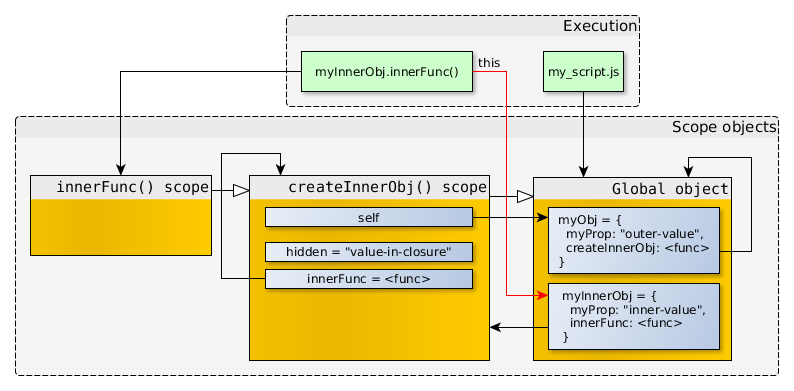 Execution
myInnerObj.innerFunc()
this
my_script.js
Scope objects
innerFunc() scope
createInnerObj() scope
self
hidden = "value-in-closure"
innerFunc = <func>
Global object
myObj = {
myProp: "outer-value",
createInnerObj: <func>
}
myInnerObj = {
myProp: "inner-value",
innerFunc: <func>
}